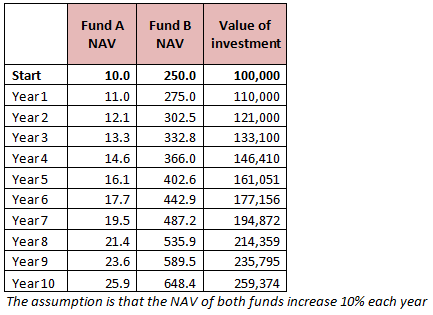 Fund A NAV Fund B NAV Value of investment
Start 10.0 250.0 100,000
Year 1 11.0 275.0 110,000
Year 2 12.1 302.5 121,000
Year 3 13.3 332.8 133,100
Year 4 14.6 366.0 146,410
Year 5 16.1 402.6 161,051
Year 6 17.7 442.9 177,156
Year 7 19.5 487.2 194,872
Year 8 21.4 535.9 214,359
Year 9 23.6 589.5 235,795
Year 10 25.9 648.4 259,374
The assumption is that the NAV of both funds increase 10% each year